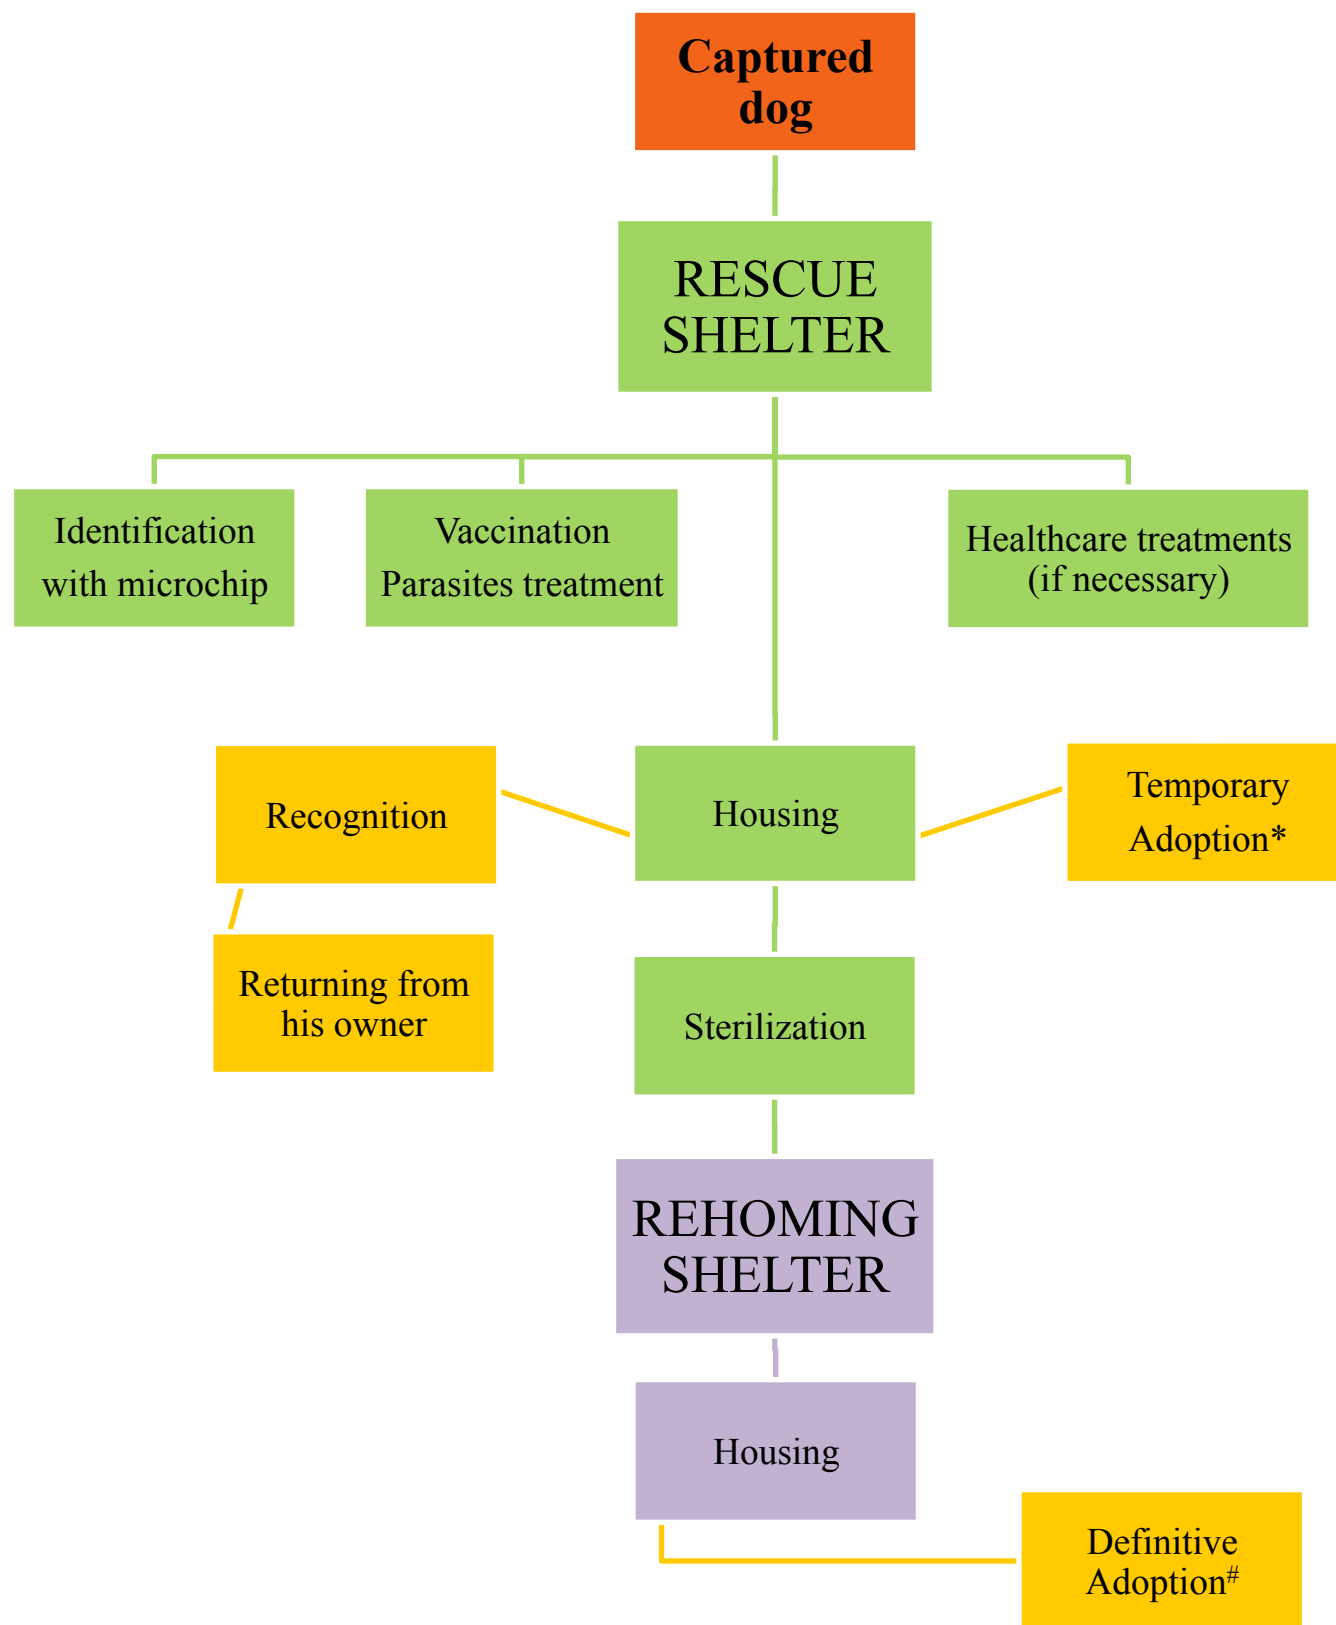 Captured
dog
RESCUE
SHELTER
Identification
with microchip
Vaccination
Parasites treatment
Healthcare treatments
(if necessary)
Recognition
Housing
Temporary
Adoption*
Returning from
his owner
Sterilization
REHOMING
SHELTER
Housing
Definitive
Adoption#